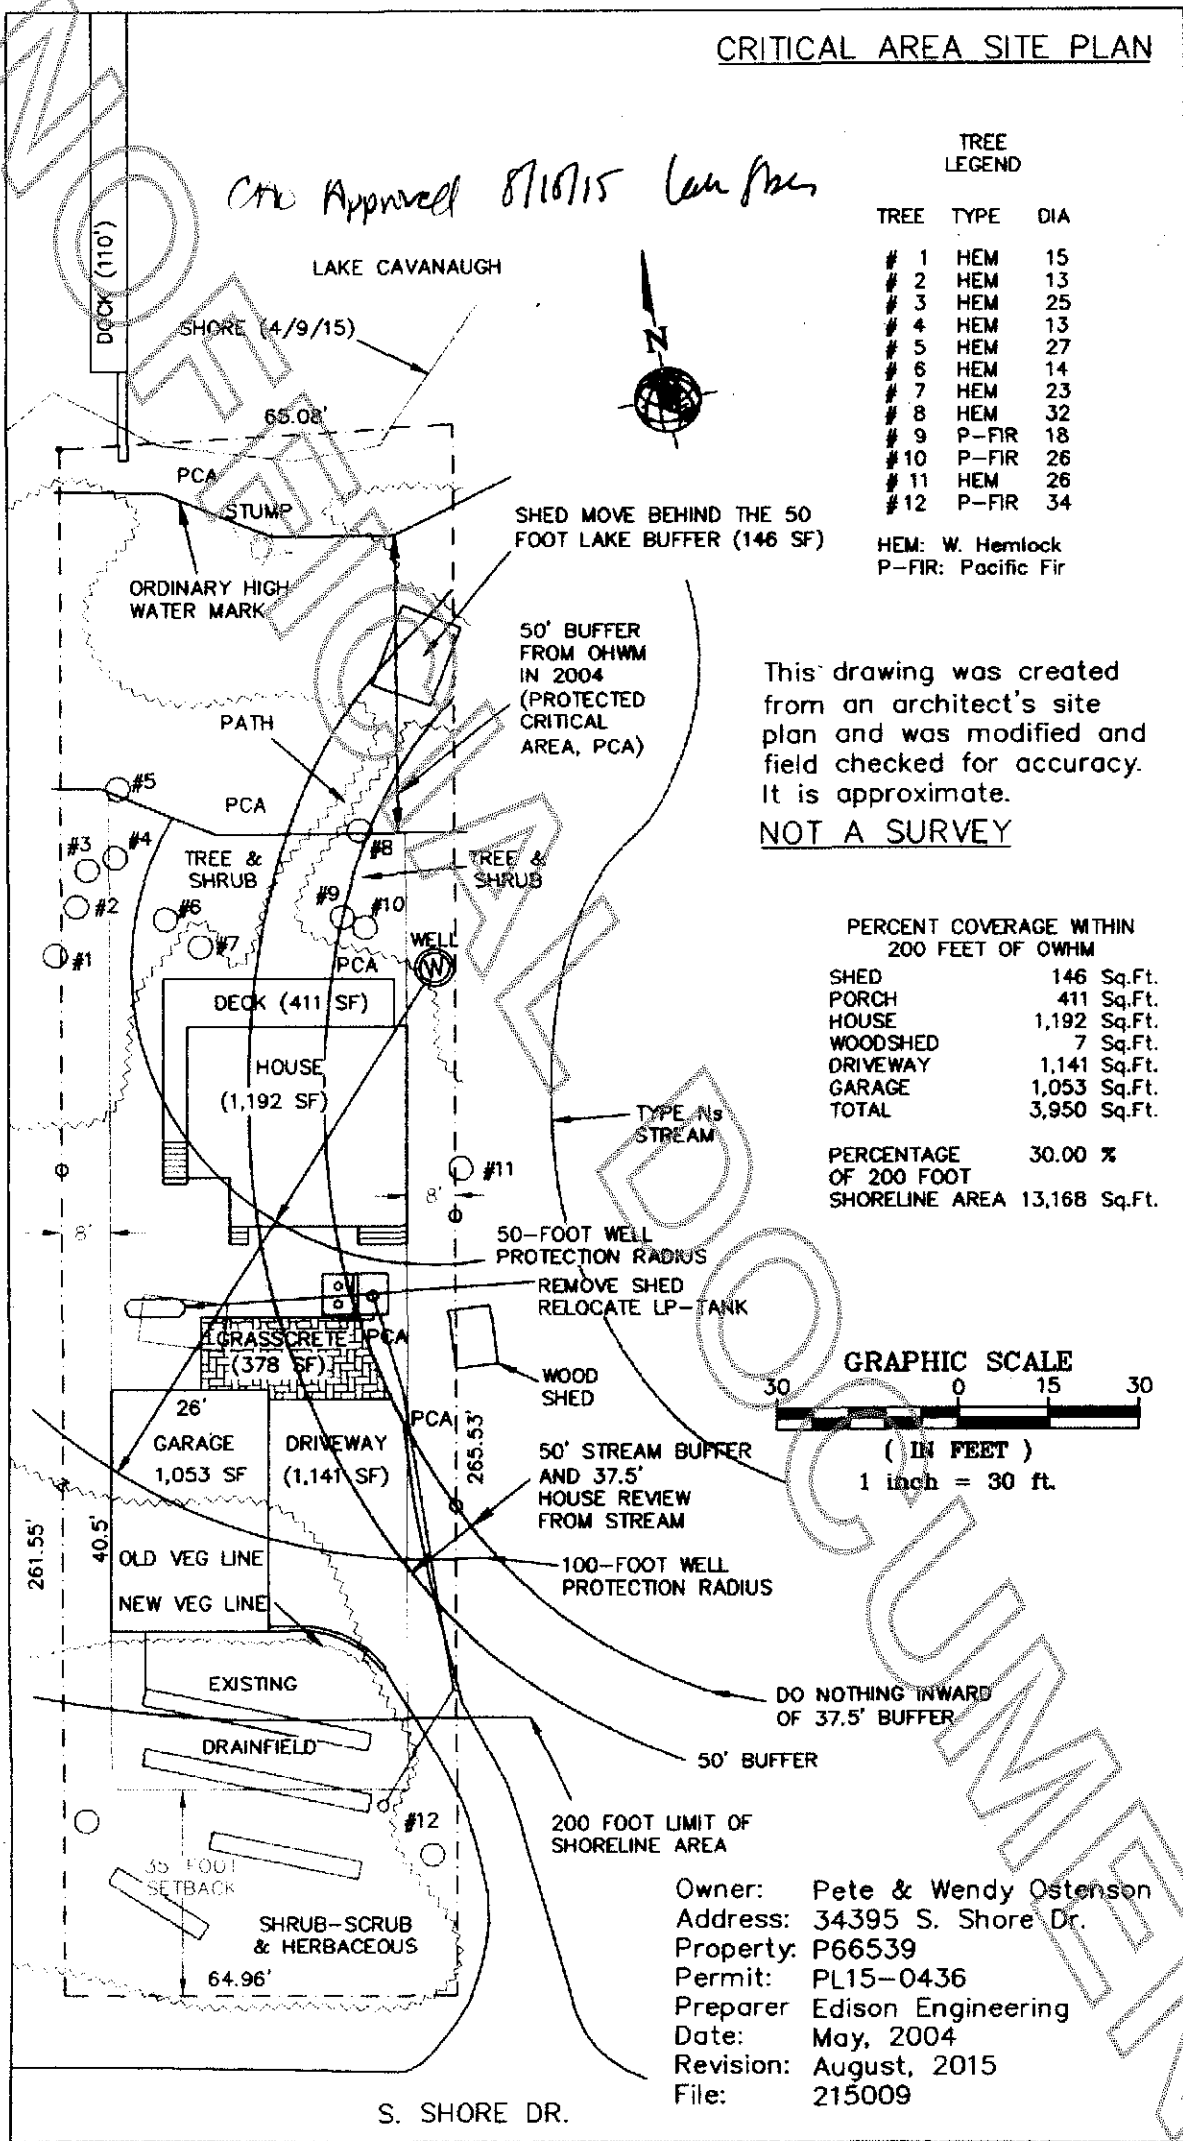 CRITICAL AREA SITE PLAN
Approved 8/18/15
TREE
LEGEND
TREE TYPE DIA
# 1 HEM 15
# 2 HEM 13
# 3 HEM 25
# 4 HEM 13
# 5 HEM 27
# 6 HEM 14
# 7 HEM 23
# 8 HEM 32
# 9 P-FIR 18
#10 P-FIR 26
#11 HEM 26
#12 P-FIR 34
HEM: W. Hemlock
P-FIR: Pacific Fir
DOCK (110')
LAKE CAVANAUGH
SHORE (4/9/15)
N
65.08'
PCA
STUMP
SHED MOVE BEHIND THE 50
FOOT LAKE BUFFER (146 SF)
ORDINARY HIGH
WATER MARK
50' BUFFER
FROM OHWM
IN 2004
(PROTECTED
CRITICAL
AREA, PCA)
This drawing was created
from an architect's site
plan and was modified and
field checked for accuracy.
It is approximate.
NOT A SURVEY
PATH
#5
PCA
#3
#4
#8
TREE &
SHRUB
TREE &
SHRUB
#2
#6
#9
#10
#7
#1
WELL
W
PCA
DECK (411 SF)
HOUSE
(1,192 SF)
PERCENT COVERAGE WITHIN
200 FEET OF OWHM
SHED 146 Sq.Ft.
PORCH 411 Sq.Ft.
HOUSE 1,192 Sq.Ft.
WOODSHED 7 Sq.Ft.
DRIVEWAY 1,141 Sq.Ft.
GARAGE 1,053 Sq.Ft.
TOTAL 3,950 Sq.Ft.
PERCENTAGE 30.00 %
OF 200 FOOT
SHORELINE AREA 13,168 Sq.Ft.
TYPE Ns
STREAM
#11
8'
8'
50-FOOT WELL
PROTECTION RADIUS
REMOVE SHED
RELOCATE LP-TANK
GRASSCRETE
(378 SF)
PCA
WOOD
SHED
GRAPHIC SCALE
30 0 15 30
( IN FEET )
1 inch = 30 ft.
26'
GARAGE
1,053 SF
DRIVEWAY
(1,141 SF)
PCA
265.53'
50' STREAM BUFFER
AND 37.5'
HOUSE REVIEW
FROM STREAM
261.55'
40.5'
OLD VEG LINE
NEW VEG LINE
100-FOOT WELL
PROTECTION RADIUS
EXISTING
DRAINFIELD
DO NOTHING INWARD
OF 37.5' BUFFER
50' BUFFER
#12
200 FOOT LIMIT OF
SHORELINE AREA
35 FOOT
SETBACK
SHRUB-SCRUB
& HERBACEOUS
64.96'
Owner: Pete & Wendy Ostenson
Address: 34395 S. Shore Dr.
Property: P66539
Permit: PL15-0436
Preparer Edison Engineering
Date: May, 2004
Revision: August, 2015
File: 215009
S. SHORE DR.
UNOFFICIAL DOCUMENT